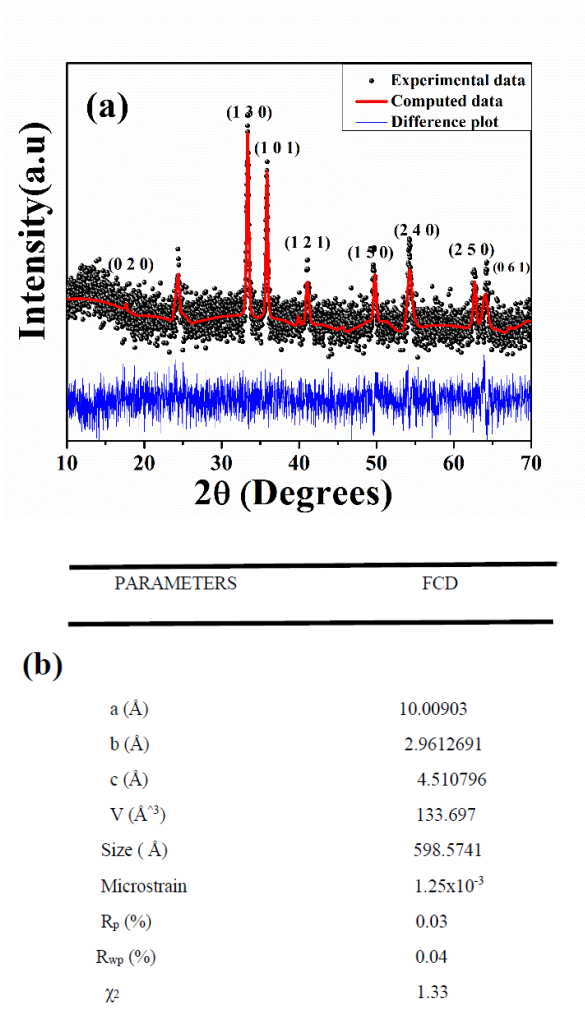 (a)
Experimental data
Computed data
Difference plot
(1 3 0)
(1 0 1)
(0 2 0)
(1 2 1)
(1 5 0)
(2 4 0)
(2 5 0)
(0 6 1)
Intensity(a.u)
10 20 30 40 50 60 70
2θ (Degrees)
PARAMETERS FCD
(b)
a (Å) 10.00903
b (Å) 2.9612691
c (Å) 4.510796
V (Å^3) 133.697
Size ( Å) 598.5741
Microstrain 1.25x10-3
Rp (%) 0.03
Rwp (%) 0.04
χ2 1.33